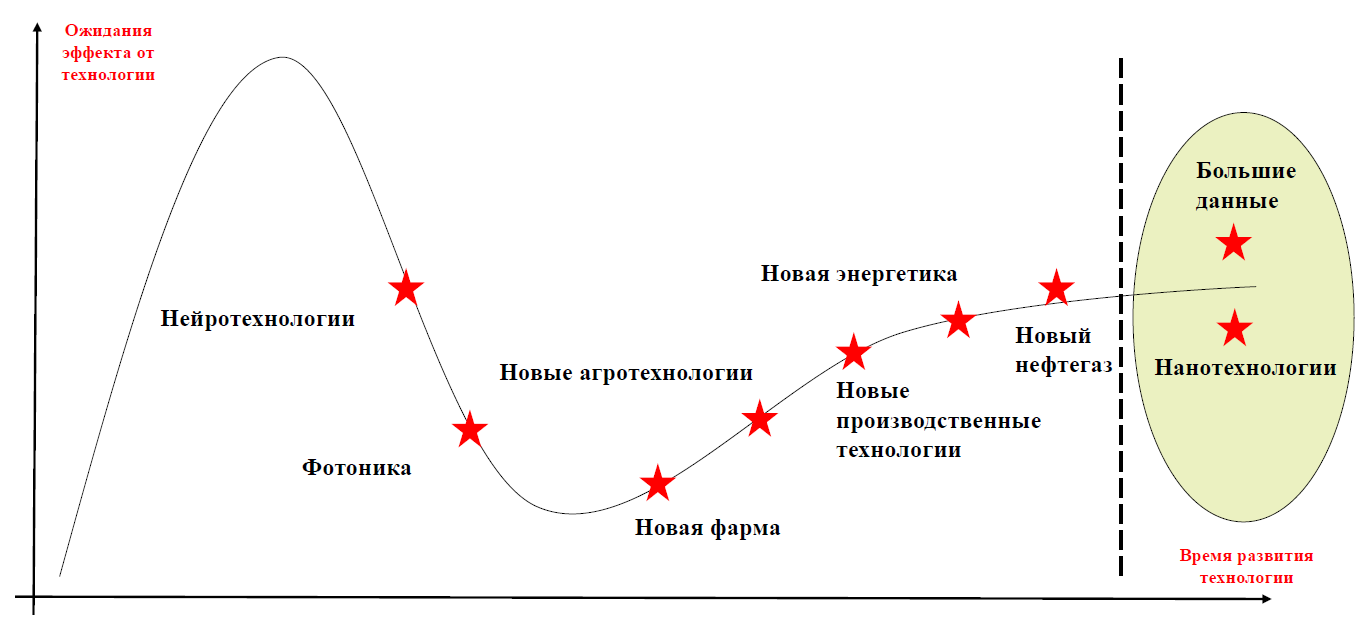 Ожидания
эффекта от
технологии
Большие
данные
Новая энергетика
Нейротехнологии
Новый
нефтегаз
Нанотехнологии
Новые агротехнологии
Новые
производственные
технологии
Фотоника
Новая фарма
Время развития
технологии